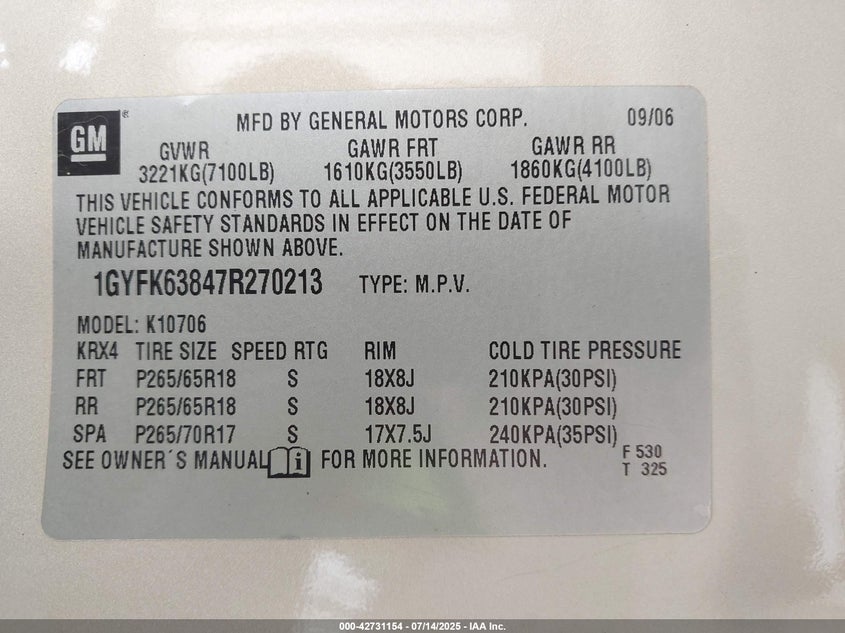 GM ®
MFD BY GENERAL MOTORS CORP. 09/06
GVWR GAWR FRT GAWR RR
3221KG(7100LB) 1610KG(3550LB) 1860KG(4100LB)
THIS VEHICLE CONFORMS TO ALL APPLICABLE U.S. FEDERAL MOTOR
VEHICLE SAFETY STANDARDS IN EFFECT ON THE DATE OF
MANUFACTURE SHOWN ABOVE.
1GYFK63847R270213 TYPE: M.P.V.
MODEL: K10706
KRX4 TIRE SIZE SPEED RTG RIM COLD TIRE PRESSURE
FRT P265/65R18 S 18X8J 210KPA(30PSI)
RR P265/65R18 S 18X8J 210KPA(30PSI)
SPA P265/70R17 S 17X7.5J 240KPA(35PSI)
SEE OWNER´S MANUAL i FOR MORE INFORMATION.
F 530
T 325
000-42731154 - 07/14/2025 - IAA Inc.